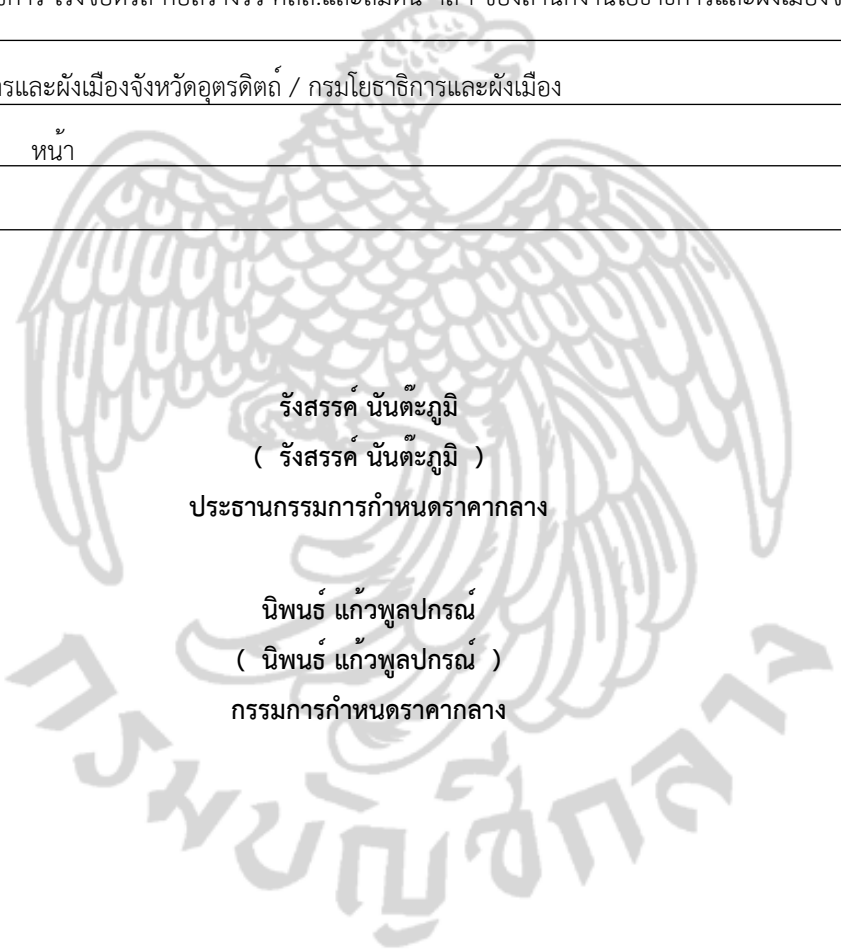 รและผังเมืองจังหวัดอุตรดิตถ์ / กรมโยธาธิการและผังเมือง
หน้า
รังสรรค์ นันต๊ะภูมิ
( รังสรรค์ นันต๊ะภูมิ )
ประธานกรรมการกำหนดราคากลาง
นิพนธ์ แก้วพูลปกรณ์
( นิพนธ์ แก้วพูลปกรณ์ )
กรรมการกำหนดราคากลาง
กรมบัญชีกลาง